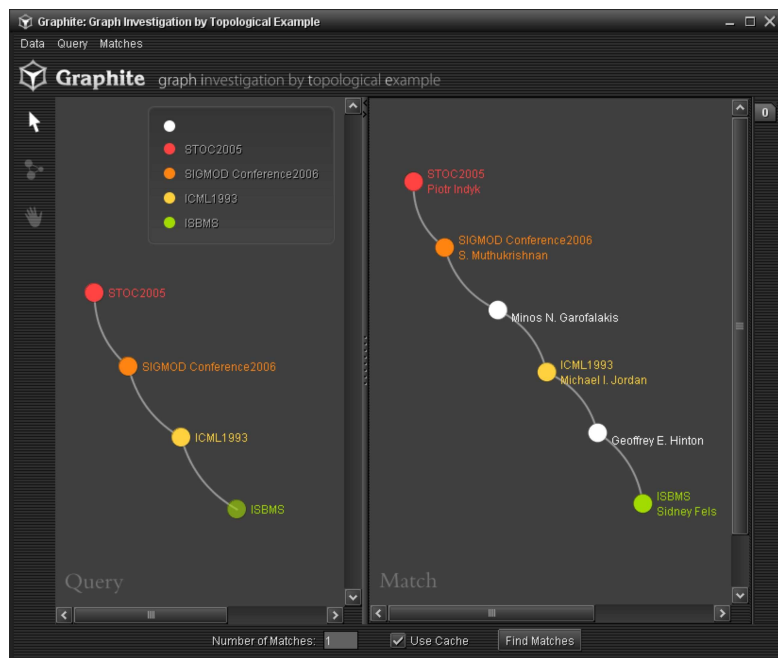 Graphite: Graph Investigation by Topological Example
Data Query Matches
Graphite graph investigation by topological example
STOC2005
SIGMOD Conference2006
ICML1993
ISBMS
STOC2005
SIGMOD Conference2006
ICML1993
ISBMS
Query
0
STOC2005
Piotr Indyk
SIGMOD Conference2006
S. Muthukrishnan
Minos N. Garofalakis
ICML1993
Michael I. Jordan
Geoffrey E. Hinton
ISBMS
Sidney Fels
Match
Number of Matches: 1 Use Cache Find Matches